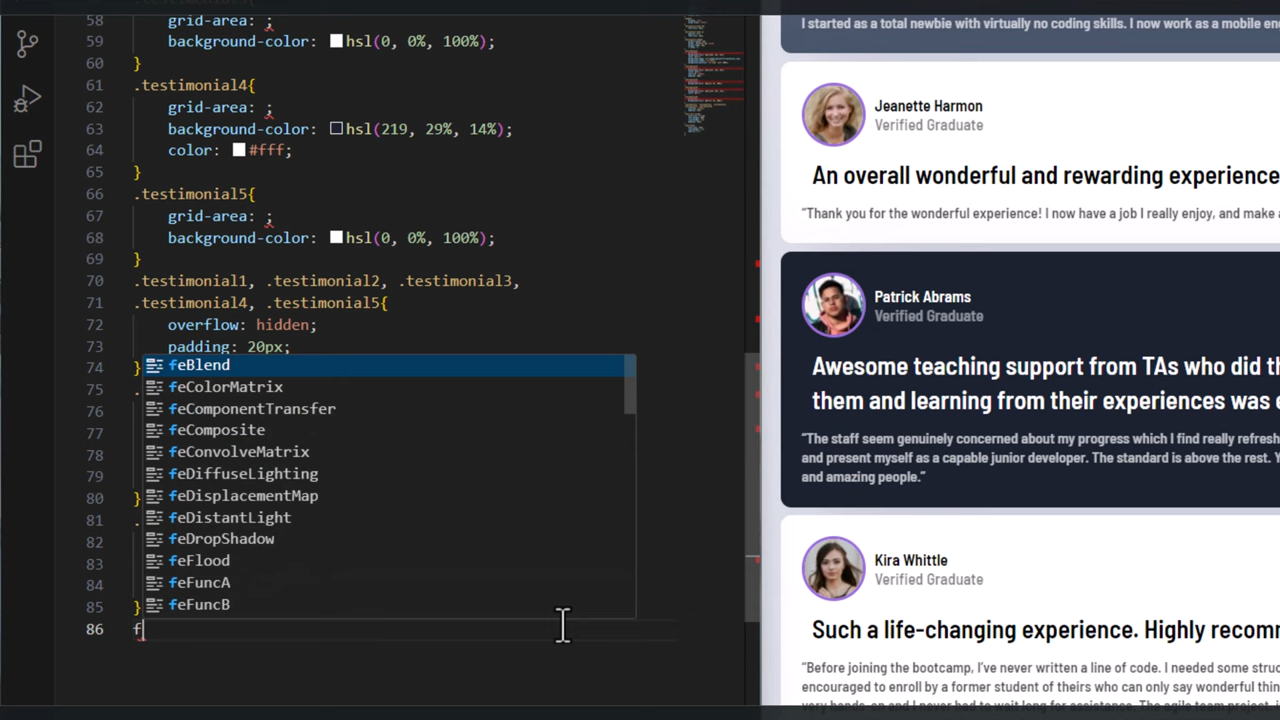 58
grid-area: ;
59 background-color: hsl(0, 0%, 100%);
60 }
61 .testimonial4{
62 grid-area: ;
63 background-color: hsl(219, 29%, 14%);
64 color: #fff;
65 }
66 .testimonial5{
67 grid-area: ;
68 background-color: hsl(0, 0%, 100%);
69 }
70 .testimonial1, .testimonial2, .testimonial3,
71 .testimonial4, .testimonial5{
72 overflow: hidden;
73 padding: 20px;
74 }
75 .
76
77
78
79
80 }
81 .
82
83
84
85 }
86 f
feBlend
feColorMatrix
feComponentTransfer
feComposite
feConvolveMatrix
feDiffuseLighting
feDisplacementMap
feDistantLight
feDropShadow
feFlood
feFuncA
feFuncB
I started as a total newbie with virtually no coding skills. I now work as a mobile
Jeanette Harmon
Verified Graduate
An overall wonderful and rewarding experience
“Thank you for the wonderful experience! I now have a job I really enjoy, and make
Patrick Abrams
Verified Graduate
Awesome teaching support from TAs who did
them and learning from their experiences was
“The staff seem genuinely concerned about my progress which I find really
and present myself as a capable junior developer. The standard is above the rest.
and amazing people.”
Kira Whittle
Verified Graduate
Such a life-changing experience. Highly
“Before joining the bootcamp, I’ve never written a line of code. I needed some
encouraged to enroll by a former student of theirs who can only say wonderful